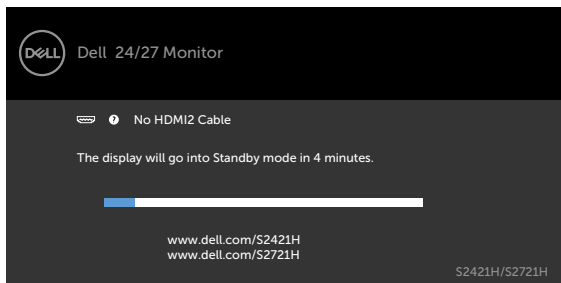 DELL
Dell 24/27 Monitor
? No HDMI2 Cable
The display will go into Standby mode in 4 minutes.
www.dell.com/S2421H
www.dell.com/S2721H
S2421H/S2721H